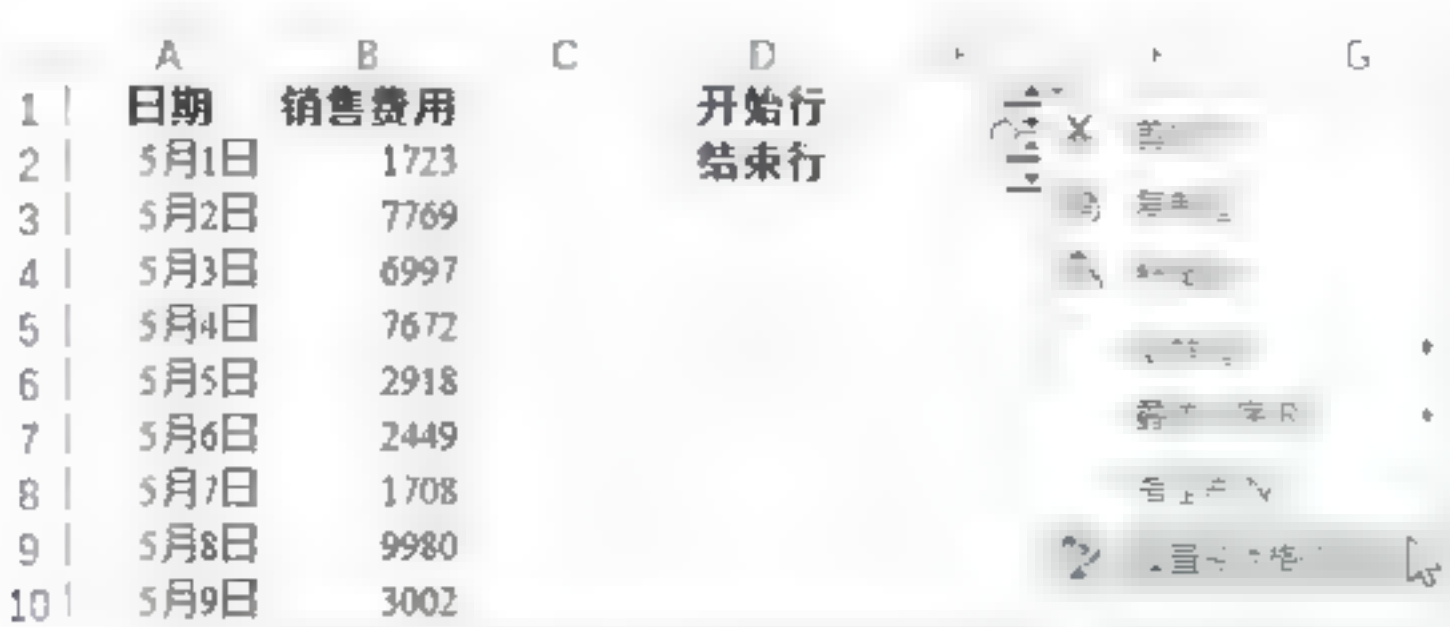 A B C D G
1 日期 销售费用 开始行
2 5月1日 1723 结束行
3 5月2日 7769
4 5月3日 6997
5 5月4日 7672
6 5月5日 2918
7 5月6日 2449
8 5月7日 1708
9 5月8日 9980
10 5月9日 3002